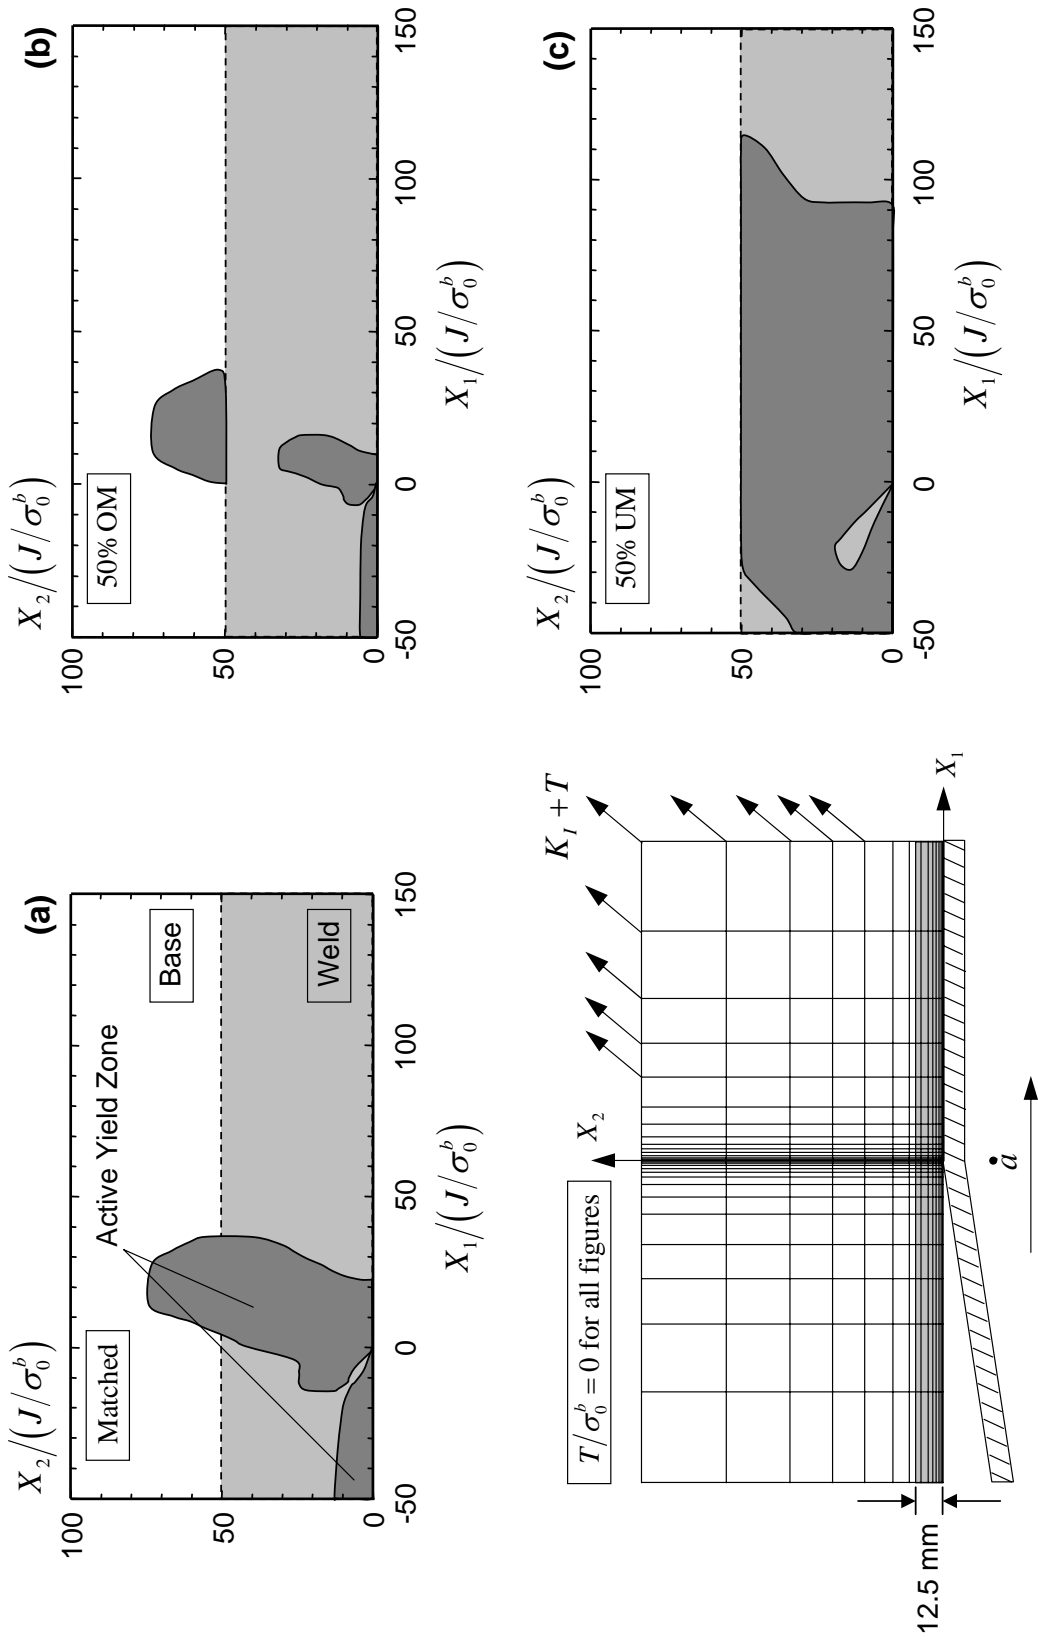 X₂/(J/σ₀ᵇ)
(a)
Matched
Active Yield Zone
Base
Weld
100
50
0
-50 0 50 100 150
X₁/(J/σ₀ᵇ)
X₂/(J/σ₀ᵇ)
(b)
50% OM
100
50
0
-50 0 50 100 150
X₁/(J/σ₀ᵇ)
T/σ₀ᵇ = 0 for all figures
X₂
K_I + T
12.5 mm
X₁
ȧ
X₂/(J/σ₀ᵇ)
(c)
50% UM
100
50
0
-50 0 50 100 150
X₁/(J/σ₀ᵇ)